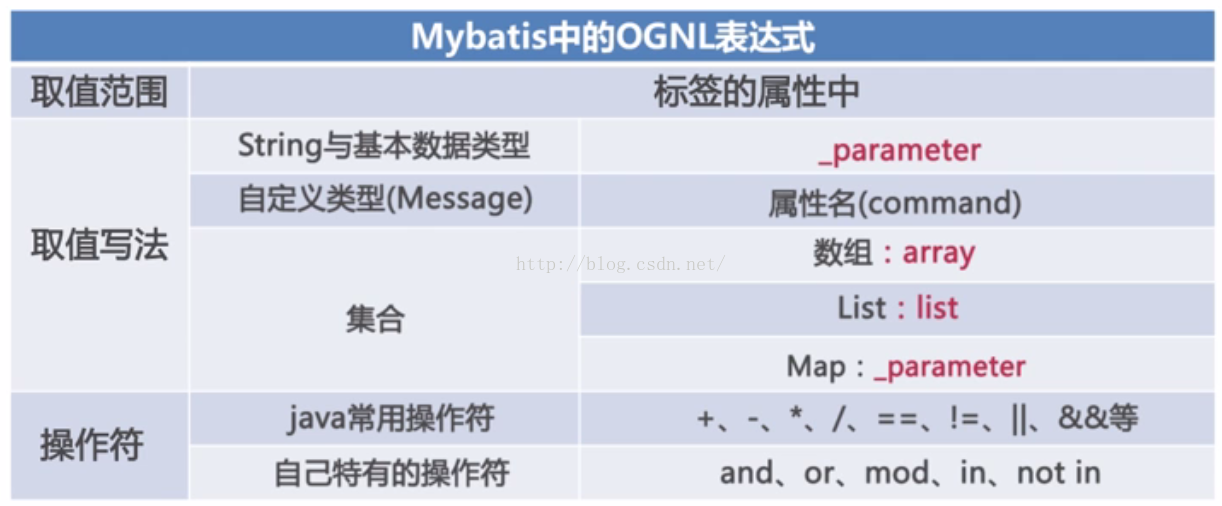 Mybatis中的OGNL表达式
取值范围 标签的属性中
取值写法 String与基本数据类型 _parameter
自定义类型(Message) 属性名(command)
集合 数组：array
List：list
Map：_parameter
http://blog.csdn.net/
操作符 java常用操作符 +、-、*、/、==、!=、||、&&等
自己特有的操作符 and、or、mod、in、not in